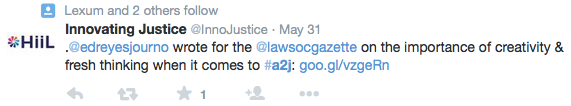 Lexum and 2 others follow
Innovating Justice @InnoJustice · May 31
HiiL
.@edreyesjourno wrote for the @lawsocgazette on the importance of creativity &
fresh thinking when it comes to #a2j: goo.gl/vzgeRn
1